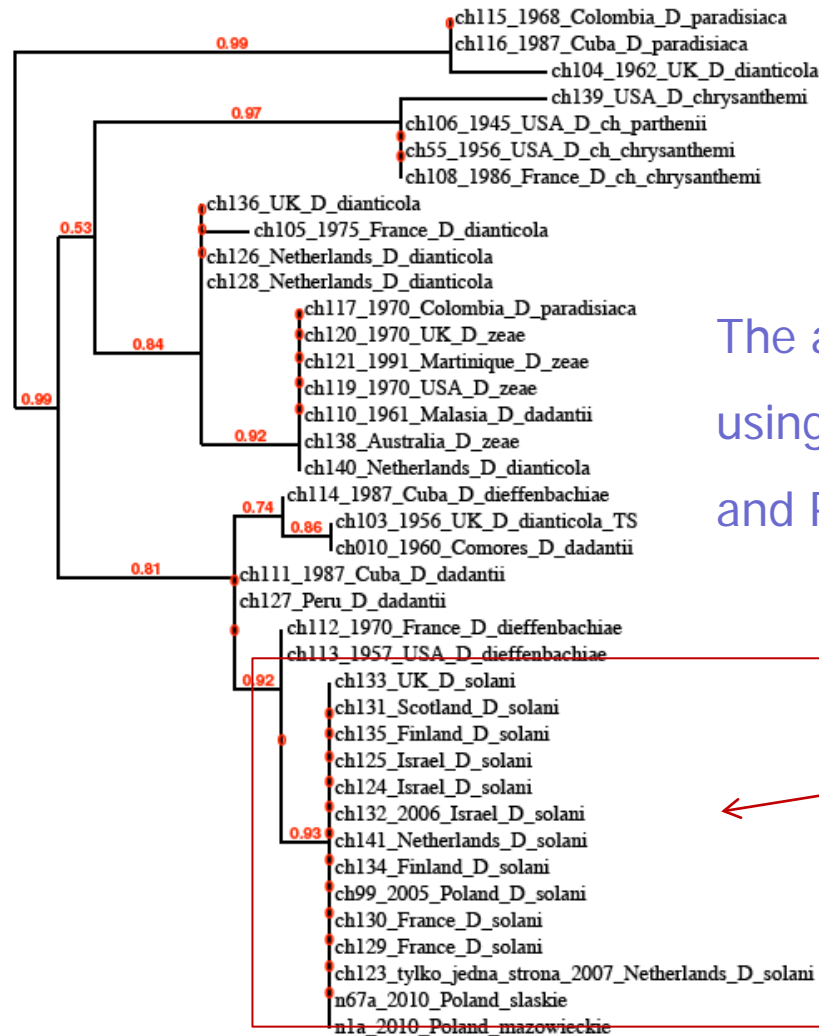 ch115_1968_Colombia_D_paradisiaca
0.99
ch116_1987_Cuba_D_paradisiaca
ch104_1962_UK_D_dianticola
ch139_USA_D_chrysanthemi
0.97
ch106_1945_USA_D_ch_parthenii
ch55_1956_USA_D_ch_chrysanthemi
ch108_1986_France_D_ch_chrysanthemi
ch136_UK_D_dianticola
0.53
ch105_1975_France_D_dianticola
ch126_Netherlands_D_dianticola
ch128_Netherlands_D_dianticola
ch117_1970_Colombia_D_paradisiaca
ch120_1970_UK_D_zeae
0.84
ch121_1991_Martinique_D_zeae
ch119_1970_USA_D_zeae
0.99
ch110_1961_Malasia_D_dadantii
0.92
ch138_Australia_D_zeae
ch140_Netherlands_D_dianticola
The a
using
and P
ch114_1987_Cuba_D_dieffenbachiae
0.74
ch103_1956_UK_D_dianticola_TS
0.86
ch010_1960_Comores_D_dadantii
0.81
ch111_1987_Cuba_D_dadantii
ch127_Peru_D_dadantii
ch112_1970_France_D_dieffenbachiae
ch113_1957_USA_D_dieffenbachiae
0.92
ch133_UK_D_solani
ch131_Scotland_D_solani
ch135_Finland_D_solani
ch125_Israel_D_solani
ch124_Israel_D_solani
ch132_2006_Israel_D_solani
0.93
ch141_Netherlands_D_solani
ch134_Finland_D_solani
ch99_2005_Poland_D_solani
ch130_France_D_solani
ch129_France_D_solani
ch123_tylko_jedna_strona_2007_Netherlands_D_solani
n67a_2010_Poland_slaskie
n1a_2010_Poland_mazowieckie